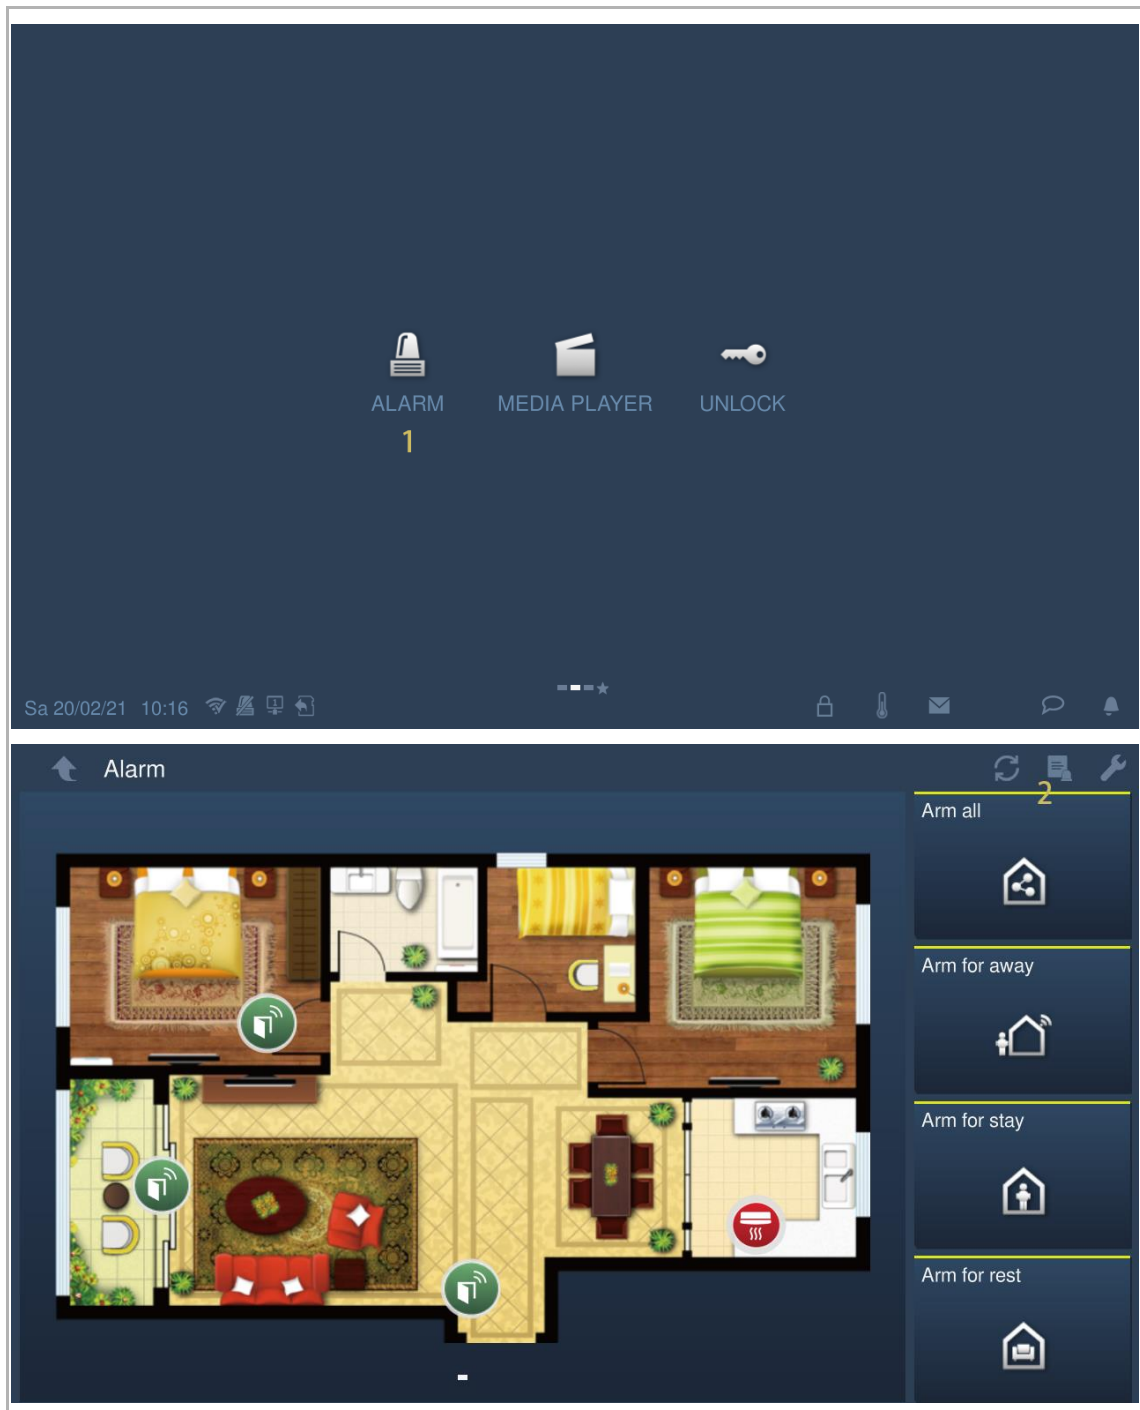 ALARM MEDIA PLAYER UNLOCK
1
Sa 20/02/21 10:16
Alarm
2
Arm all
Arm for away
Arm for stay
Arm for rest